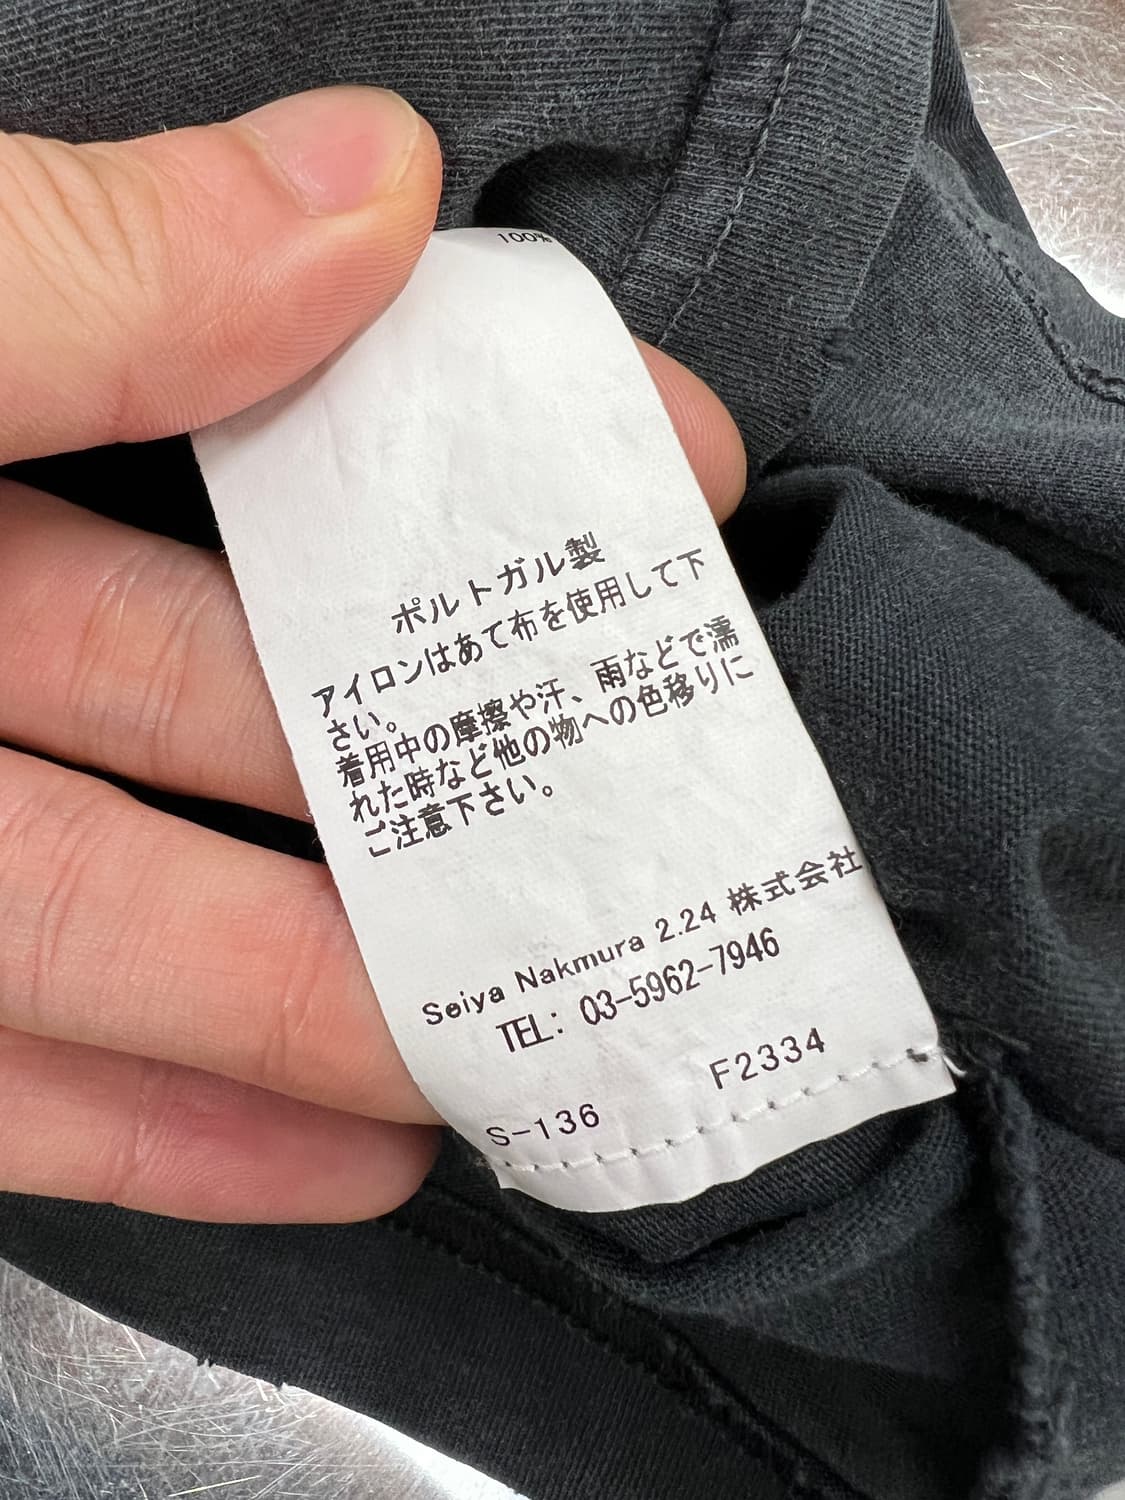 100%
ポルトガル製
アイロンはあて布を使用して下
さい。
着用中の摩擦や汗、雨などで濡
れた時など他の物への色移りに
ご注意下さい。
Seiya Nakmura 2.24 株式会社
TEL: 03-5962-7946
F2334
S-136